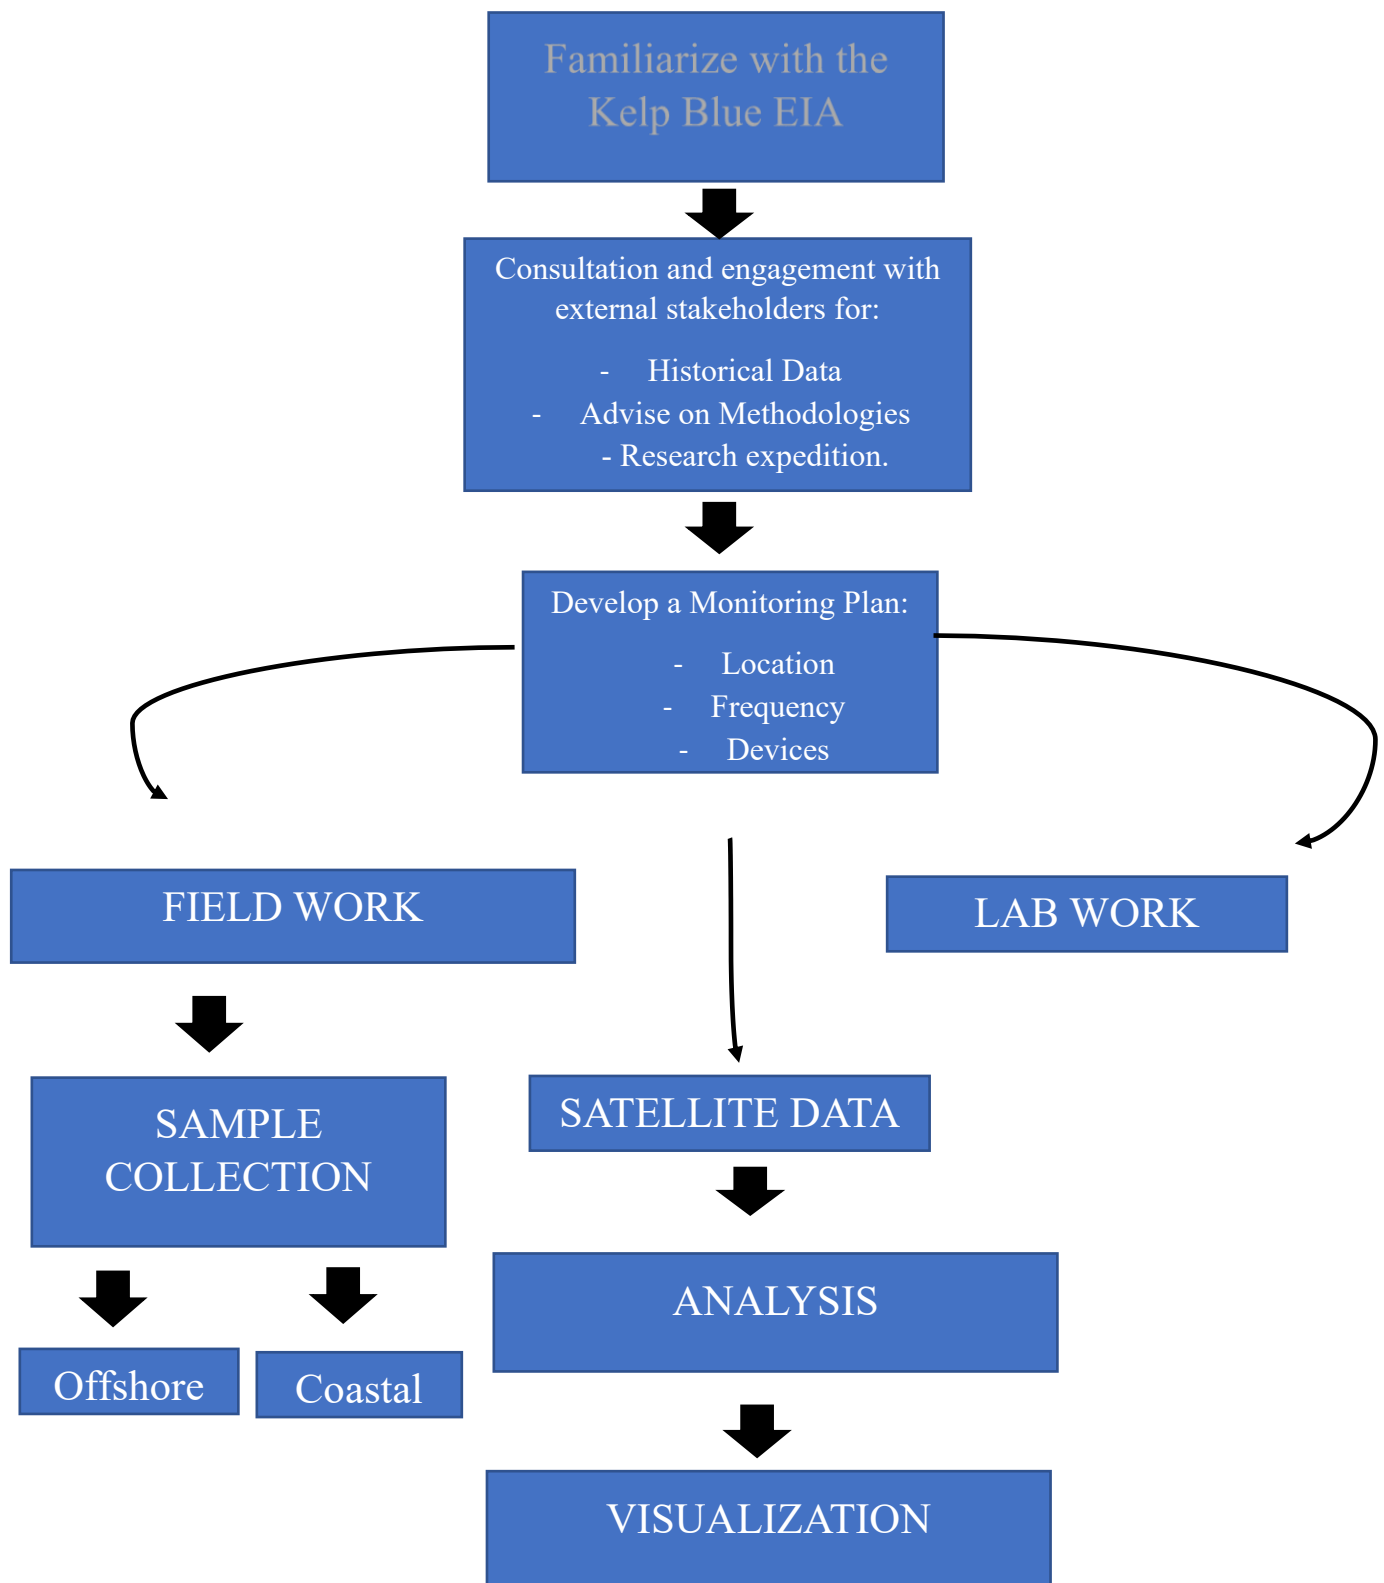 Familiarize with the
Kelp Blue EIA
Consultation and engagement with
external stakeholders for:
- Historical Data
- Advise on Methodologies
- Research expedition.
Develop a Monitoring Plan:
- Location
- Frequency
- Devices
FIELD WORK
LAB WORK
SAMPLE
COLLECTION
SATELLITE DATA
ANALYSIS
Offshore
Coastal
VISUALIZATION